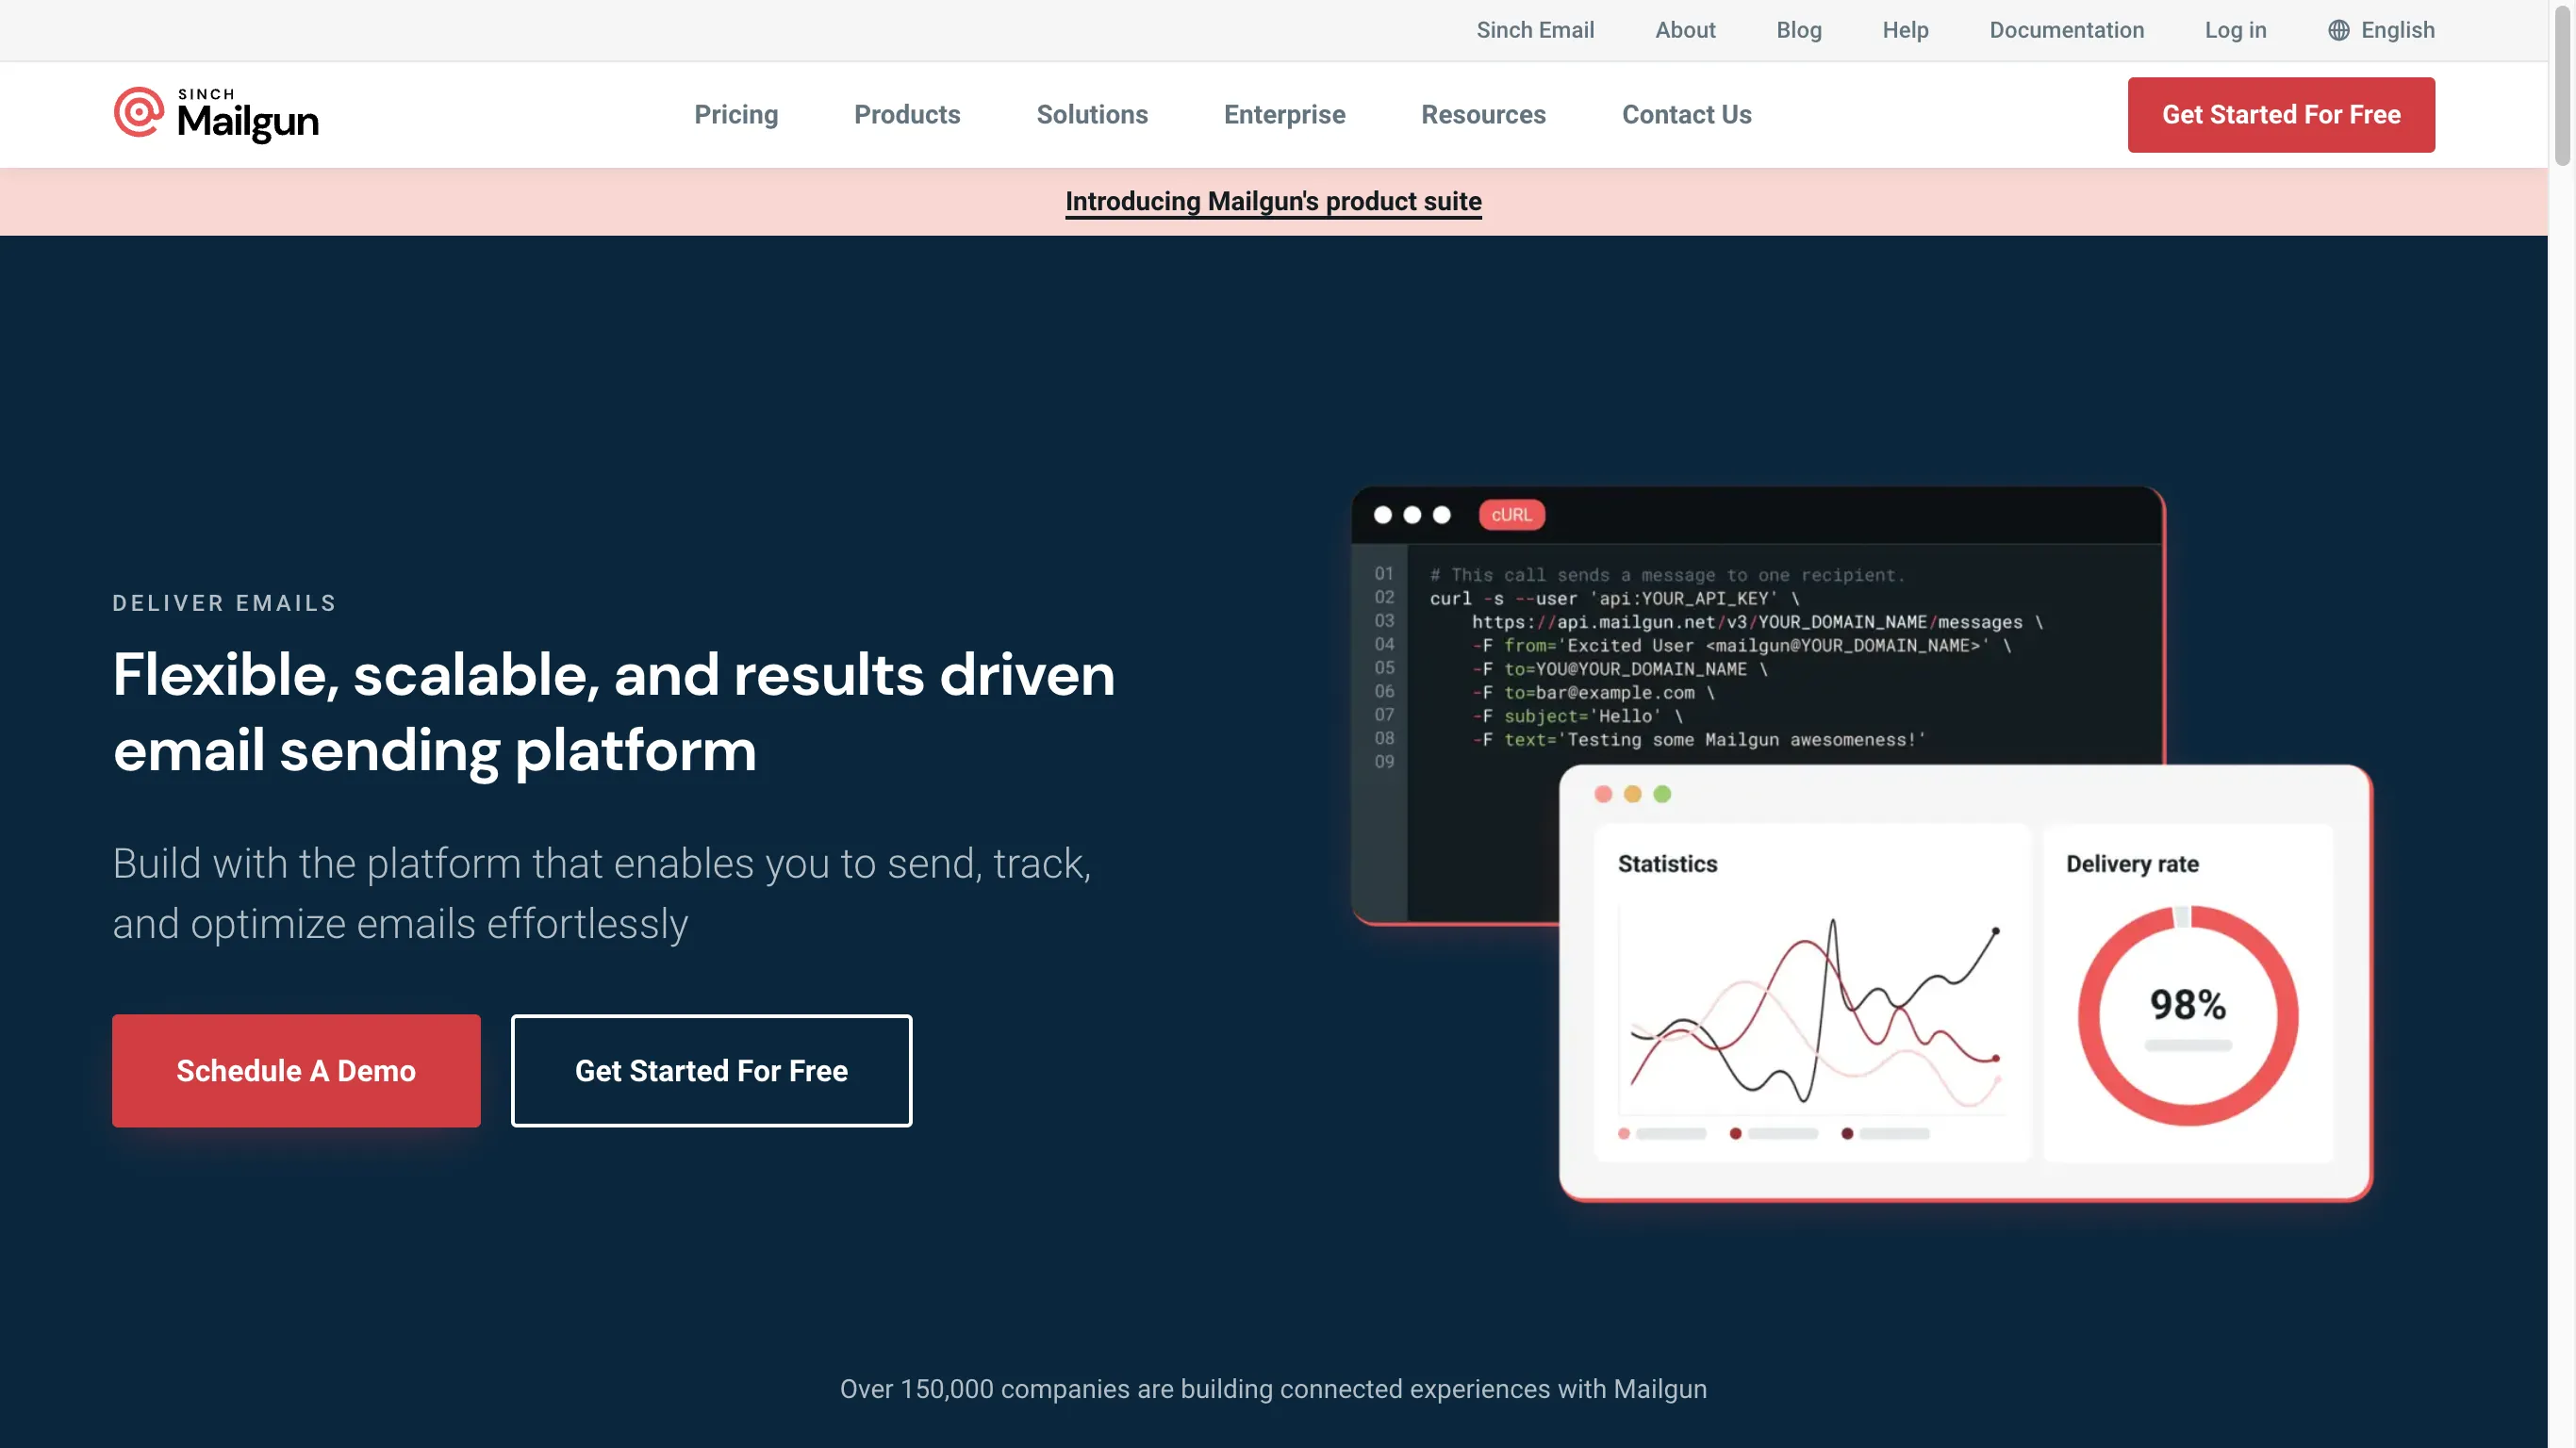 Sinch Email About Blog Help Documentation Log in English
SINCH
Mailgun
Pricing Products Solutions Enterprise Resources Contact Us
Get Started For Free
Introducing Mailgun's product suite
DELIVER EMAILS
Flexible, scalable, and results driven
email sending platform
Build with the platform that enables you to send, track,
and optimize emails effortlessly
Schedule A Demo
Get Started For Free
cURL
01 # This call sends a message to one recipient.
02 curl -s --user 'api:YOUR_API_KEY' \
03 https://api.mailgun.net/v3/YOUR_DOMAIN_NAME/messages \
04 -F from='Excited User <mailgun@YOUR_DOMAIN_NAME>' \
05 -F to=YOU@YOUR_DOMAIN_NAME \
06 -F to=bar@example.com \
07 -F subject='Hello' \
08 -F text='Testing some Mailgun awesomeness!'
09
Statistics
Delivery rate
98%
Over 150,000 companies are building connected experiences with Mailgun